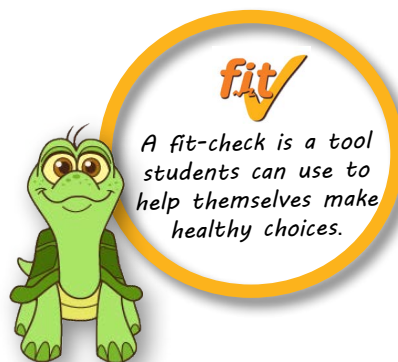 fit
A fit-check is a tool
students can use to
help themselves make
healthy choices.